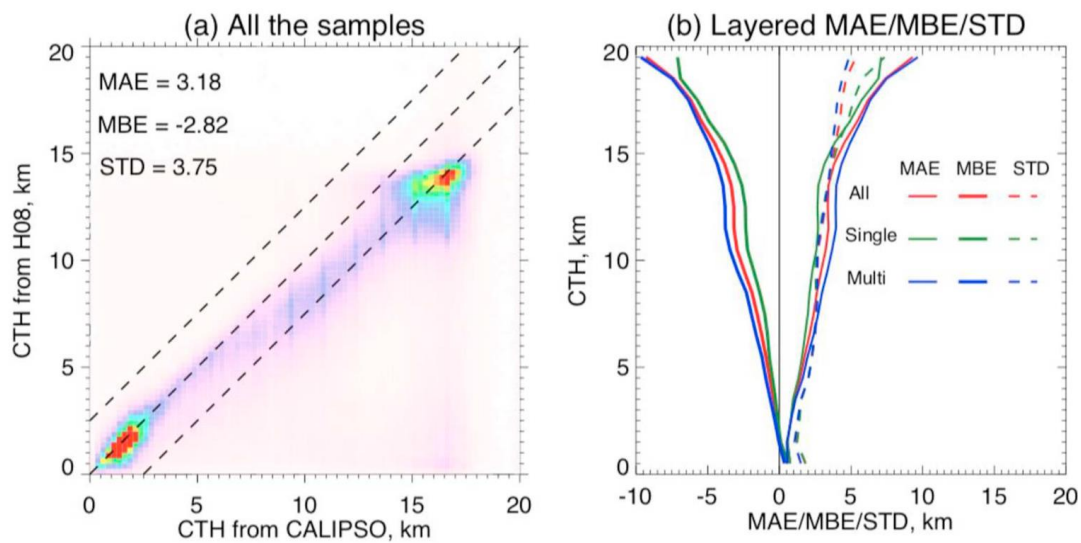 (a) All the samples
20
15
10
5
0
CTH from H08, km
MAE = 3.18
MBE = -2.82
STD = 3.75
0 5 10 15 20
CTH from CALIPSO, km
(b) Layered MAE/MBE/STD
20
15
10
5
0
CTH, km
MAE MBE STD
All
Single
Multi
-10 -5 0 5 10 15 20
MAE/MBE/STD, km